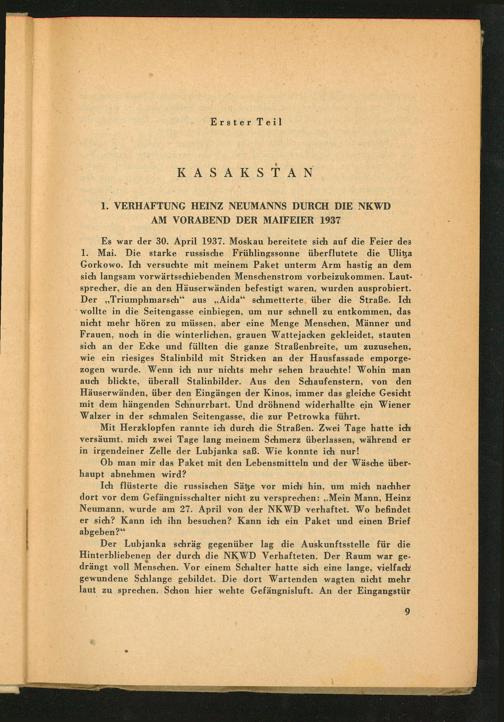 Erster Teil
KASAKSTAN
1. VERHAFTUNG HEINZ NEUMANNS DURCH DIE NKWD
AM VORABEND DER MAIFEIER 1937
Es war der 30. April 1937. Moskau bereitete sich auf die Feier des
1. Mai. Die starke russische Frühlingssonne überflutete die Ulitza
Gorkowo. Ich versuchte mit meinem Paket unterm Arm hastig an dem
sich langsam vorwärtsschiebenden Menschenstrom vorbeizukommen. Laut-
sprecher, die an den Häuserwänden befestigt waren, wurden ausprobiert.
Der „Triumphmarsch" aus „Aida" schmetterte über die Straße. Ich
wollte in die Seitengasse einbiegen, um nur schnell zu entkommen, das
nicht mehr hören zu müssen, aber eine Menge Menschen, Männer und
Frauen, noch in die winterlichen, grauen Wattejacken gekleidet, stauten
sich an der Ecke und füllten die ganze Straßenbreite, um zuzusehen,
wie ein riesiges Stalinbild mit Stricken an der Hausfassade emporge-
zogen wurde. Wenn ich nur nichts mehr sehen brauchte! Wohin man
auch blickte, überall Stalinbilder. Aus den Schaufenstern, von den
Häuserwänden, über den Eingängen der Kinos, immer das gleiche Gesicht
mit dem hängenden Schnurrbart. Und dröhnend widerhallte ein Wiener
Walzer in der schmalen Seitengasse, die zur Petrowka führt.
Mit Herzklopfen rannte ich durch die Straßen. Zwei Tage hatte ich
versäumt, mich zwei Tage lang meinem Schmerz überlassen, während er
in irgendeiner Zelle der Lubjanka saß. Wie konnte ich nur!
Ob man mir das Paket mit den Lebensmitteln und der Wäsche über-
haupt abnehmen wird?
Ich flüsterte die russischen Sätze vor mich hin, um mich nachher
dort vor dem Gefängnisschalter nicht zu versprechen: „Mein Mann, Heinz
Neumann, wurde am 27. April von der NKWD verhaftet. Wo befindet
er sich? Kann ich ihn besuchen? Kann ich ein Paket und einen Brief
abgeben?"
Der Lubjanka schräg gegenüber lag die Auskunftsstelle für die
Hinterbliebenen der durch die NKWD Verhafteten. Der Raum war ge-
drängt voll Menschen. Vor einem Schalter hatte sich eine lange, vielfach
gewundene Schlange gebildet. Die dort Wartenden wagten nicht mehr
laut zu sprechen. Schon hier wehte Gefängnisluft. An der Eingangstür
9